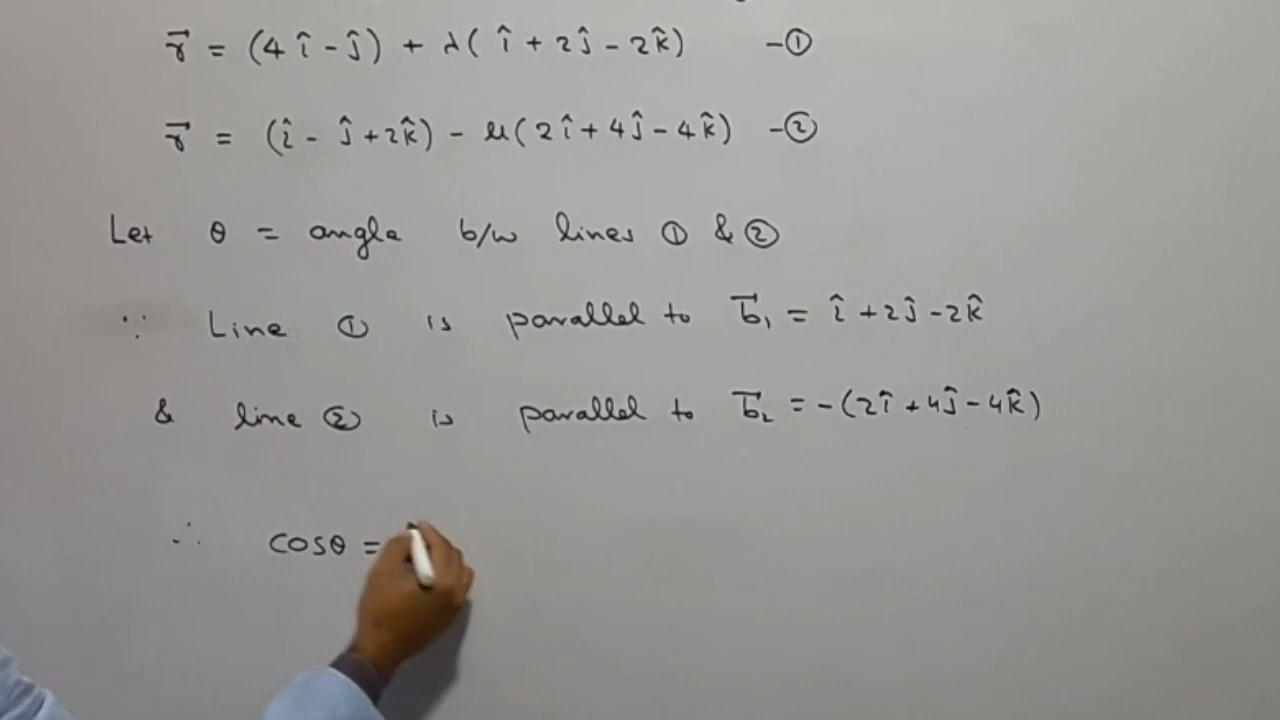 r⃗ = (4î - ĵ) + λ(î + 2ĵ - 2k̂) -①
r⃗ = (î - ĵ + 2k̂) - μ(2î + 4ĵ - 4k̂) -②
Let θ = angle b/w lines ① & ②
∵ Line ① is parallel to b⃗₁ = î + 2ĵ - 2k̂
& line ② is parallel to b⃗₂ = -(2î + 4ĵ - 4k̂)
∴ cosθ =